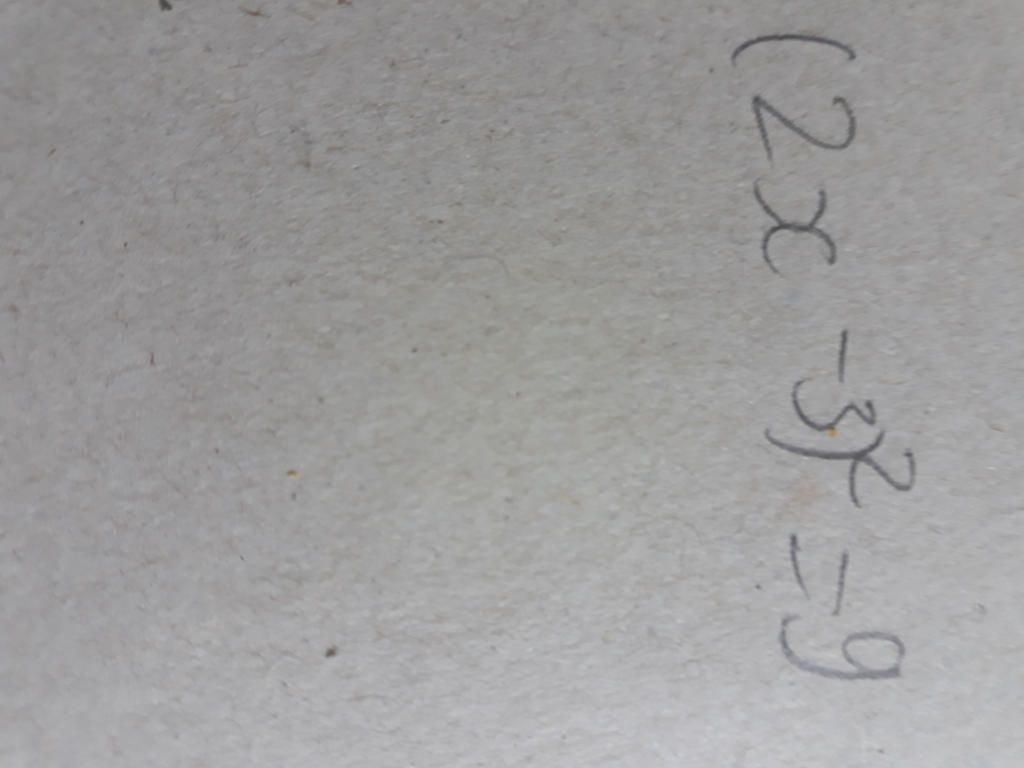 (2x-3)² = 9